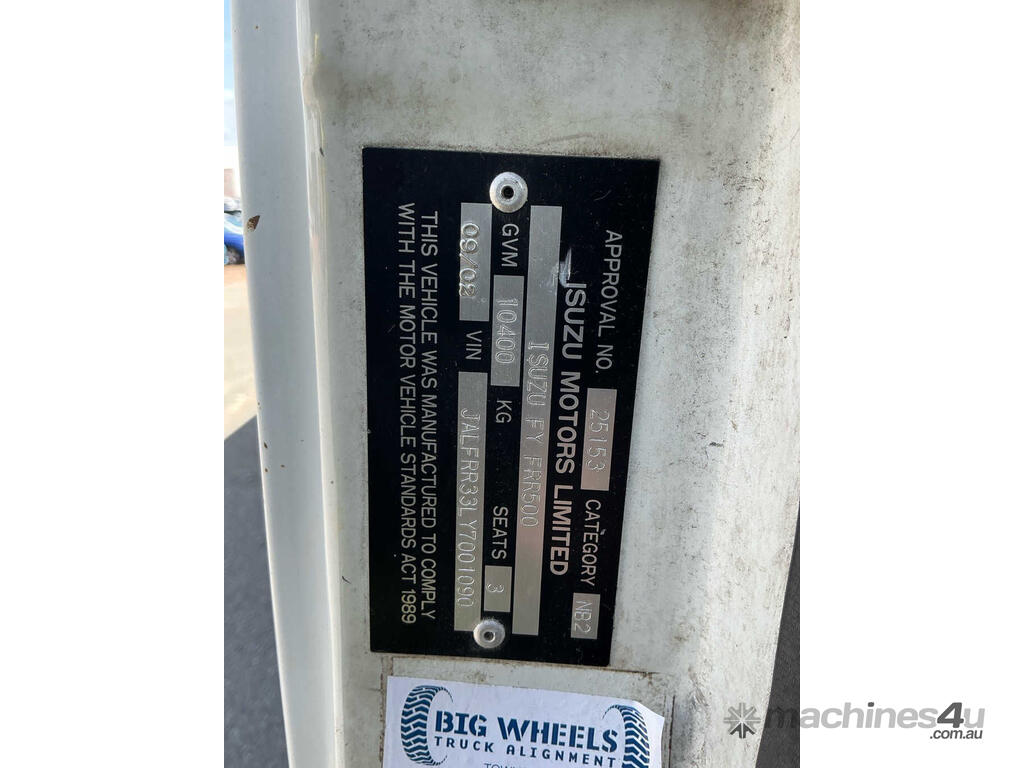 APPROVAL NO. 25153 CATEGORY NB2
ISUZU MOTORS LIMITED
ISUZU FY FRR500
GVM 10400 KG SEATS 3
09/02 VIN JALFRR33LY7001090
THIS VEHICLE WAS MANUFACTURED TO COMPLY
WITH THE MOTOR VEHICLE STANDARDS ACT 1989
BIG WHEELS
TRUCK ALIGNMENT
machines4u
.com.au